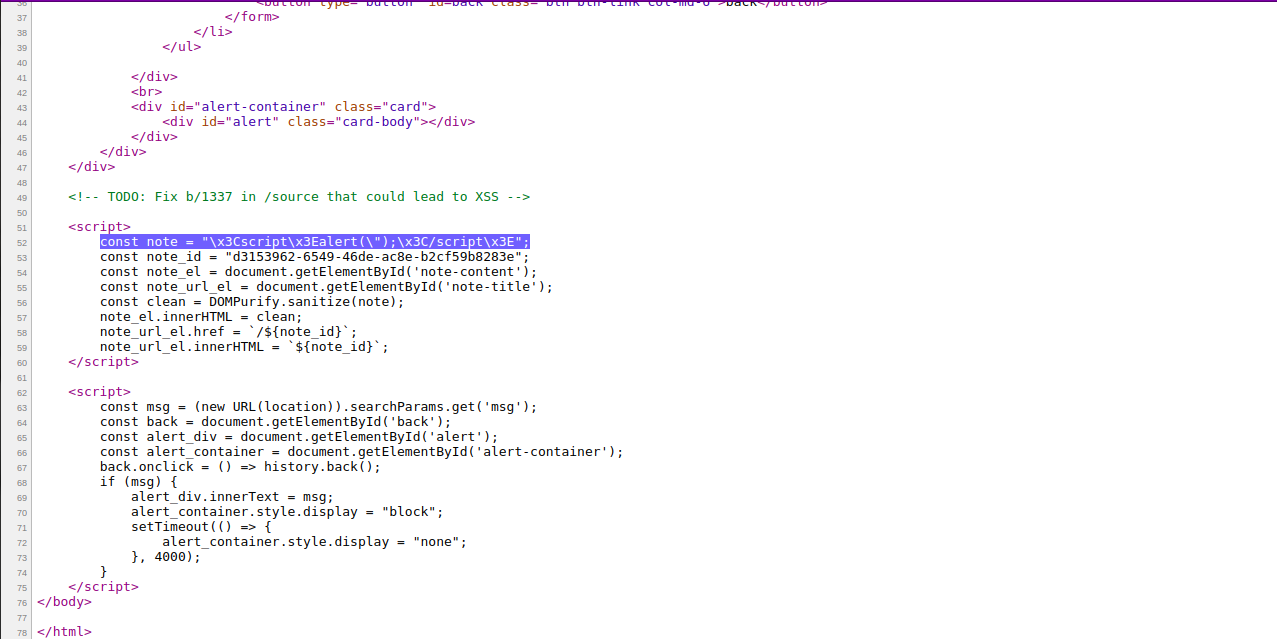 36 <button type="button" id=back class="btn btn-link col-md-6">back</button>
37 </form>
38 </li>
39 </ul>
40
41 </div>
42 <br>
43 <div id="alert-container" class="card">
44 <div id="alert" class="card-body"></div>
45 </div>
46 </div>
47 </div>
48
49 <!-- TODO: Fix b/1337 in /source that could lead to XSS -->
50
51 <script>
52 const note = "\x3Cscript\x3Ealert(\");\x3C/script\x3E";
53 const note_id = "d3153962-6549-46de-ac8e-b2cf59b8283e";
54 const note_el = document.getElementById('note-content');
55 const note_url_el = document.getElementById('note-title');
56 const clean = DOMPurify.sanitize(note);
57 note_el.innerHTML = clean;
58 note_url_el.href = `/${note_id}`;
59 note_url_el.innerHTML = `${note_id}`;
60 </script>
61
62 <script>
63 const msg = (new URL(location)).searchParams.get('msg');
64 const back = document.getElementById('back');
65 const alert_div = document.getElementById('alert');
66 const alert_container = document.getElementById('alert-container');
67 back.onclick = () => history.back();
68 if (msg) {
69 alert_div.innerText = msg;
70 alert_container.style.display = "block";
71 setTimeout(() => {
72 alert_container.style.display = "none";
73 }, 4000);
74 }
75 </script>
76 </body>
77
78 </html>